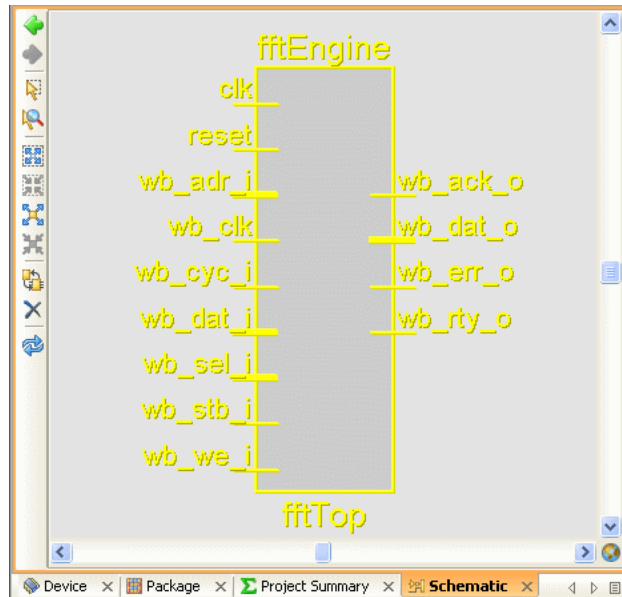 fftEngine
clk
reset
wb_adr_i wb_ack_o
wb_clk wb_dat_o
wb_cyc_i wb_err_o
wb_dat_i wb_rty_o
wb_sel_i
wb_stb_i
wb_we_i
fftTop
Device Package Project Summary Schematic